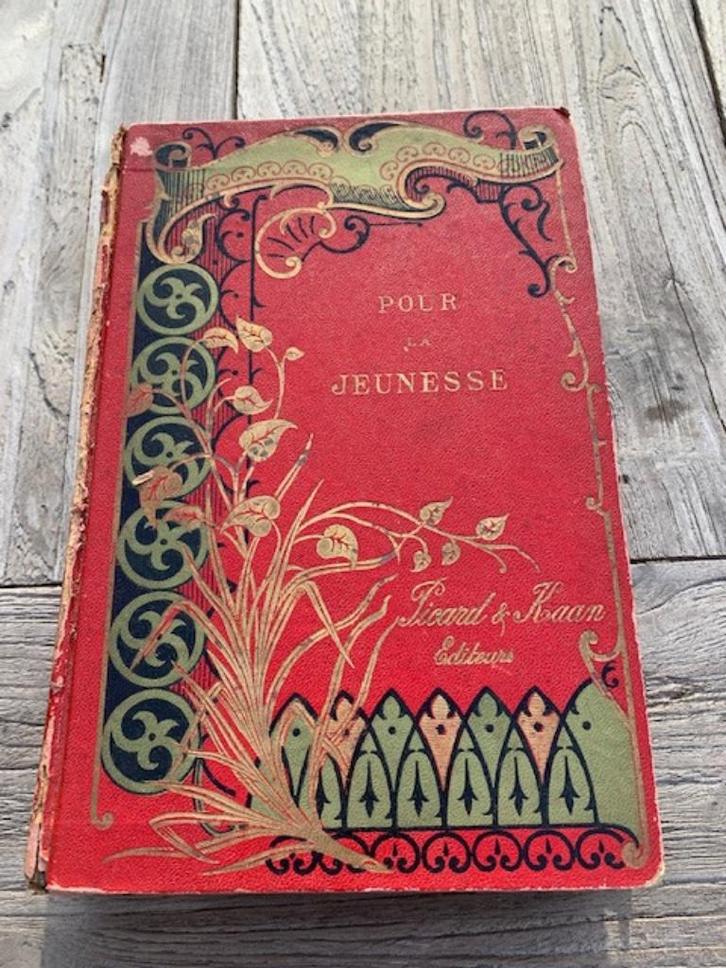 POUR
LA
JEUNESSE
Picard & Kaan
Editeurs